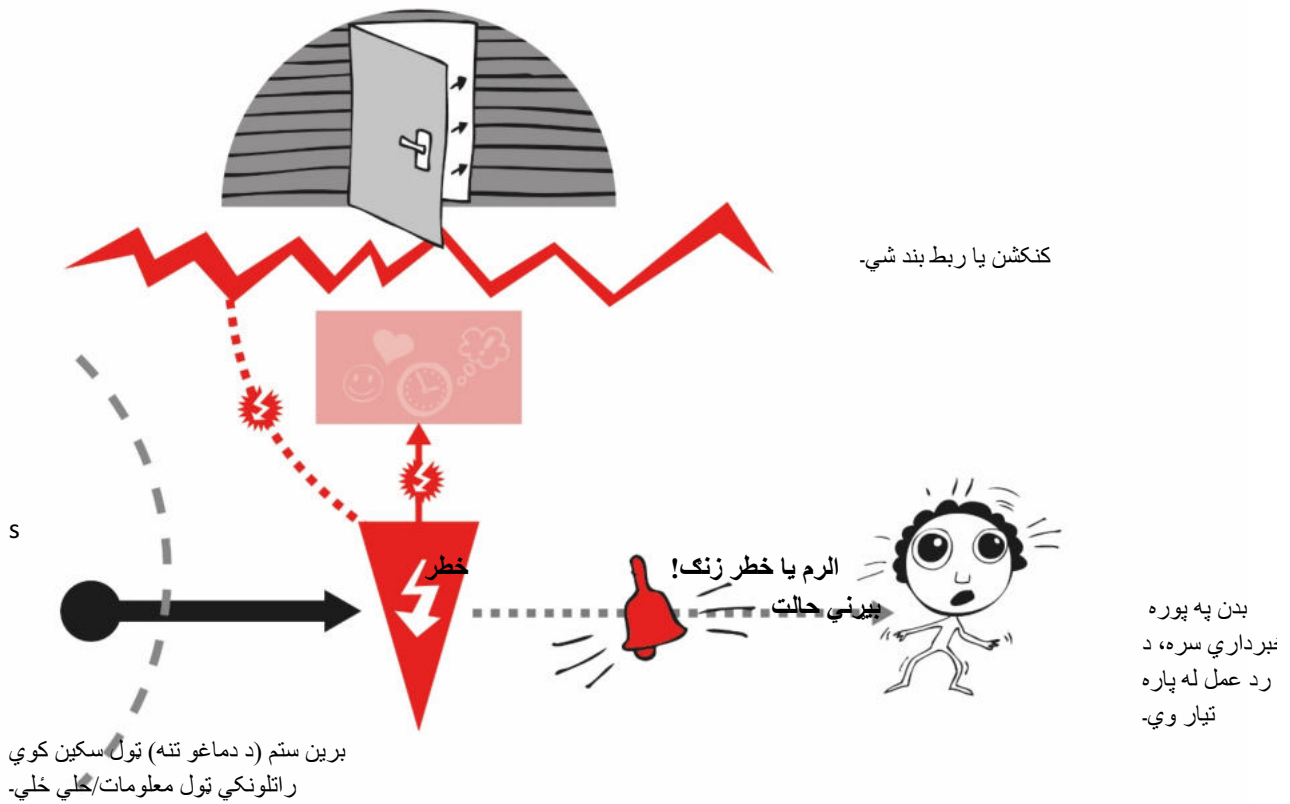 کنکشن یا ربط بند شي۔
s
خطر
الرم یا خطر زنګ!
بیړني حالت
بدن په پوره
خبرداري سره، د
رد عمل له پاره
تیار وي۔
برین ستم (د دماغو تنه) ټول سکین کوي
راتلونکي ټول معلومات/ځلي ځلي۔